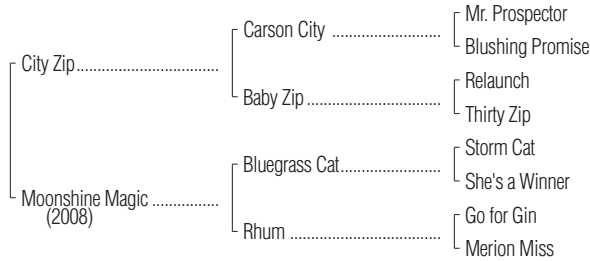 Mr. Prospector
Carson City ....................
Blushing Promise
City Zip..........................
Relaunch
Baby Zip.........................
Thirty Zip
Storm Cat
Bluegrass Cat..................
She's a Winner
Moonshine Magic ............
(2008)
Go for Gin
Rhum ............................
Merion Miss